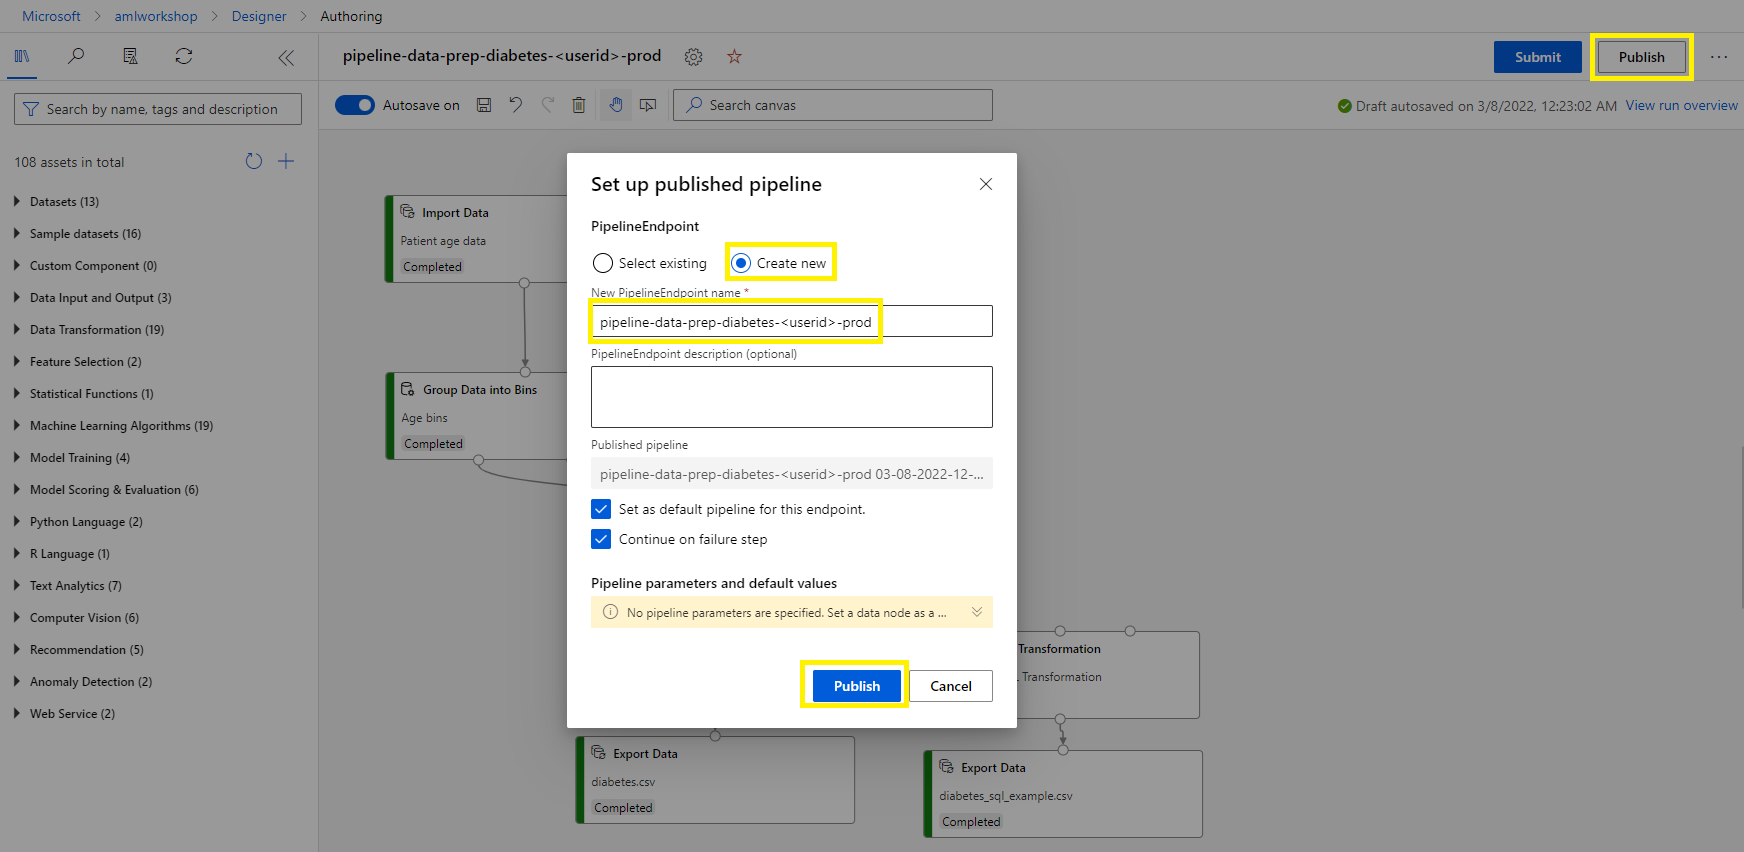 Microsoft > amlworkshop > Designer > Authoring
pipeline-data-prep-diabetes-<userid>-prod
Submit
Publish
Search by name, tags and description
Autosave on
Search canvas
Draft autosaved on 3/8/2022, 12:23:02 AM
View run overview
108 assets in total
Datasets (13)
Sample datasets (16)
Custom Component (0)
Data Input and Output (3)
Data Transformation (19)
Feature Selection (2)
Statistical Functions (1)
Machine Learning Algorithms (19)
Model Training (4)
Model Scoring & Evaluation (6)
Python Language (2)
R Language (1)
Text Analytics (7)
Computer Vision (6)
Recommendation (5)
Anomaly Detection (2)
Web Service (2)
Import Data
Patient age data
Completed
Group Data into Bins
Age bins
Completed
Set up published pipeline
PipelineEndpoint
Select existing
Create new
New PipelineEndpoint name *
pipeline-data-prep-diabetes-<userid>-prod
PipelineEndpoint description (optional)
Published pipeline
pipeline-data-prep-diabetes-<userid>-prod 03-08-2022-12-...
Set as default pipeline for this endpoint.
Continue on failure step
Pipeline parameters and default values
No pipeline parameters are specified. Set a data node as a ...
Publish
Cancel
Transformation
. Transformation
Export Data
diabetes.csv
Completed
Export Data
diabetes_sql_example.csv
Completed